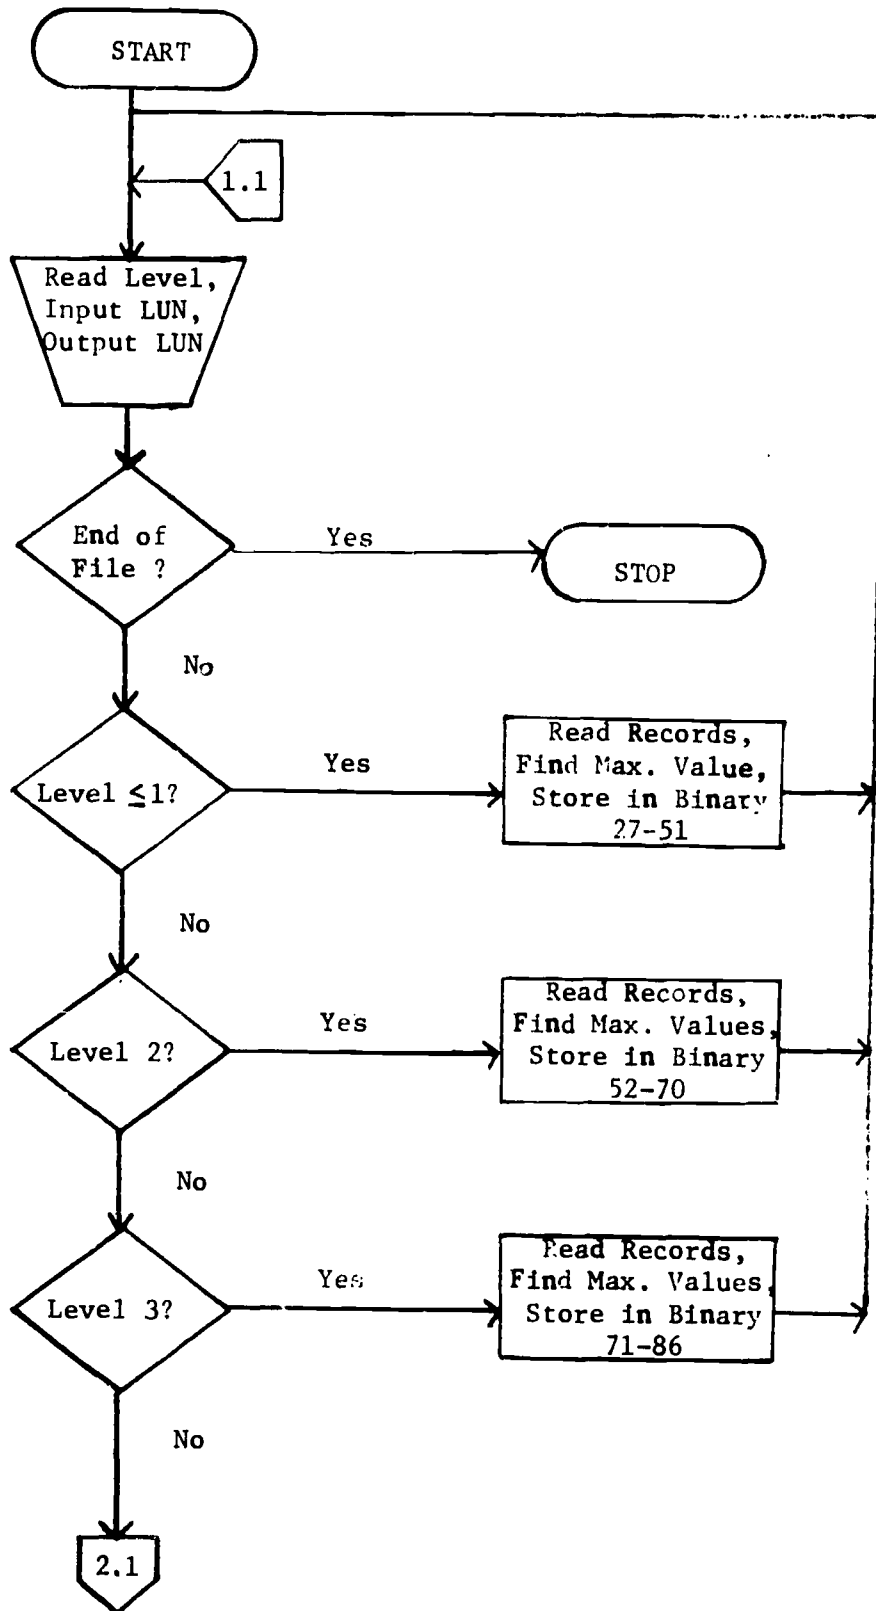 START
1.1
Read Level,
Input LUN,
Output LUN
End of
File ?
Yes
STOP
No
Level ≤1?
Yes
Read Records,
Find Max. Value,
Store in Binary
27-51
No
Level 2?
Yes
Read Records,
Find Max. Values,
Store in Binary
52-70
No
Level 3?
Yes
Read Records,
Find Max. Values,
Store in Binary
71-86
No
2.1